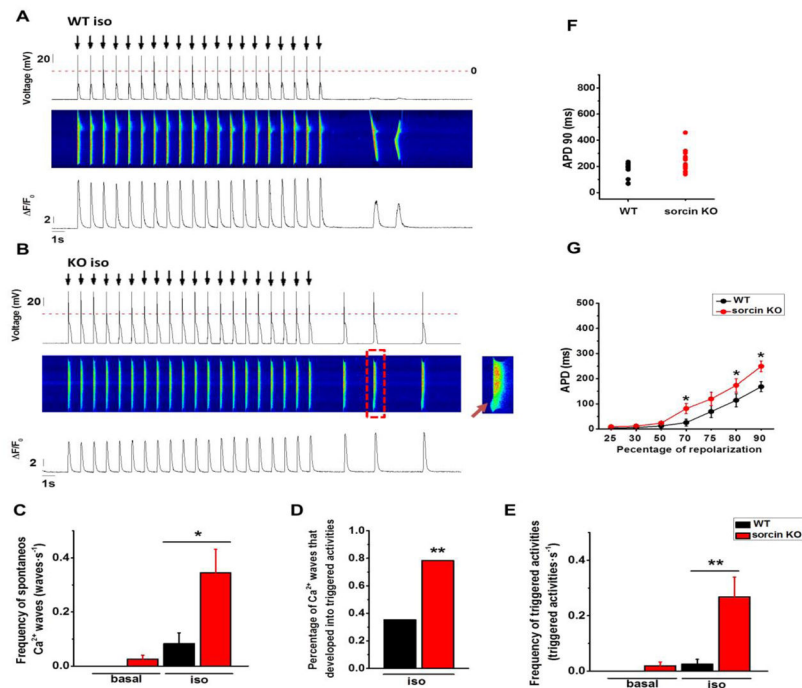 A
WT iso
20
Voltage (mV)
0
ΔF/F₀
2
1s
B
KO iso
20
Voltage (mV)
ΔF/F₀
2
1s
C
Frequency of spontaneos
Ca²⁺ waves (waves·s⁻¹)
0.4
0.2
0.0
*
basal
iso
D
Percentage of Ca²⁺ waves that
developed into triggered activities
1.0
0.8
0.6
0.4
0.2
0.0
**
iso
E
Frequency of triggered activities
(triggered activities·s⁻¹)
0.4
0.2
0.0
**
WT
sorcin KO
basal
iso
F
APD 90 (ms)
800
600
400
200
0
WT
sorcin KO
G
WT
sorcin KO
APD (ms)
500
400
300
200
100
0
*
*
*
25 30 50 70 75 80 90
Pecentage of repolarization